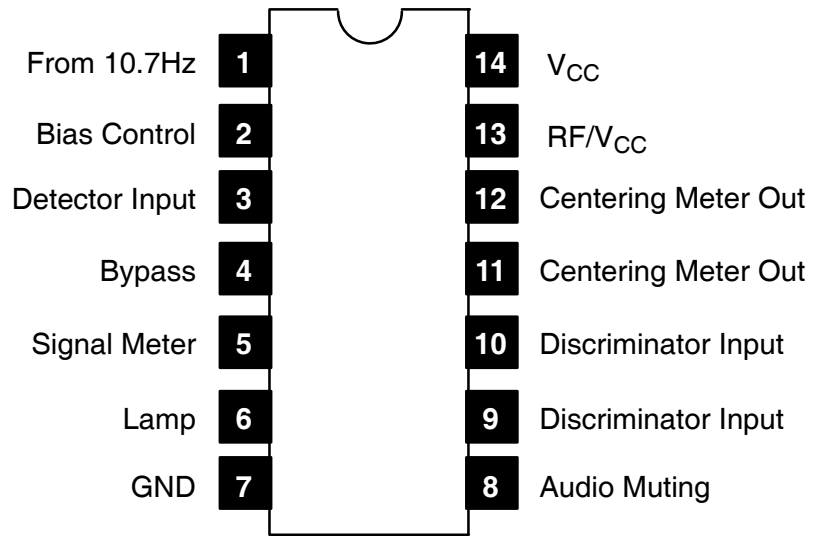 From 10.7Hz 1 14 VCC
Bias Control 2 13 RF/VCC
Detector Input 3 12 Centering Meter Out
Bypass 4 11 Centering Meter Out
Signal Meter 5 10 Discriminator Input
Lamp 6 9 Discriminator Input
GND 7 8 Audio Muting